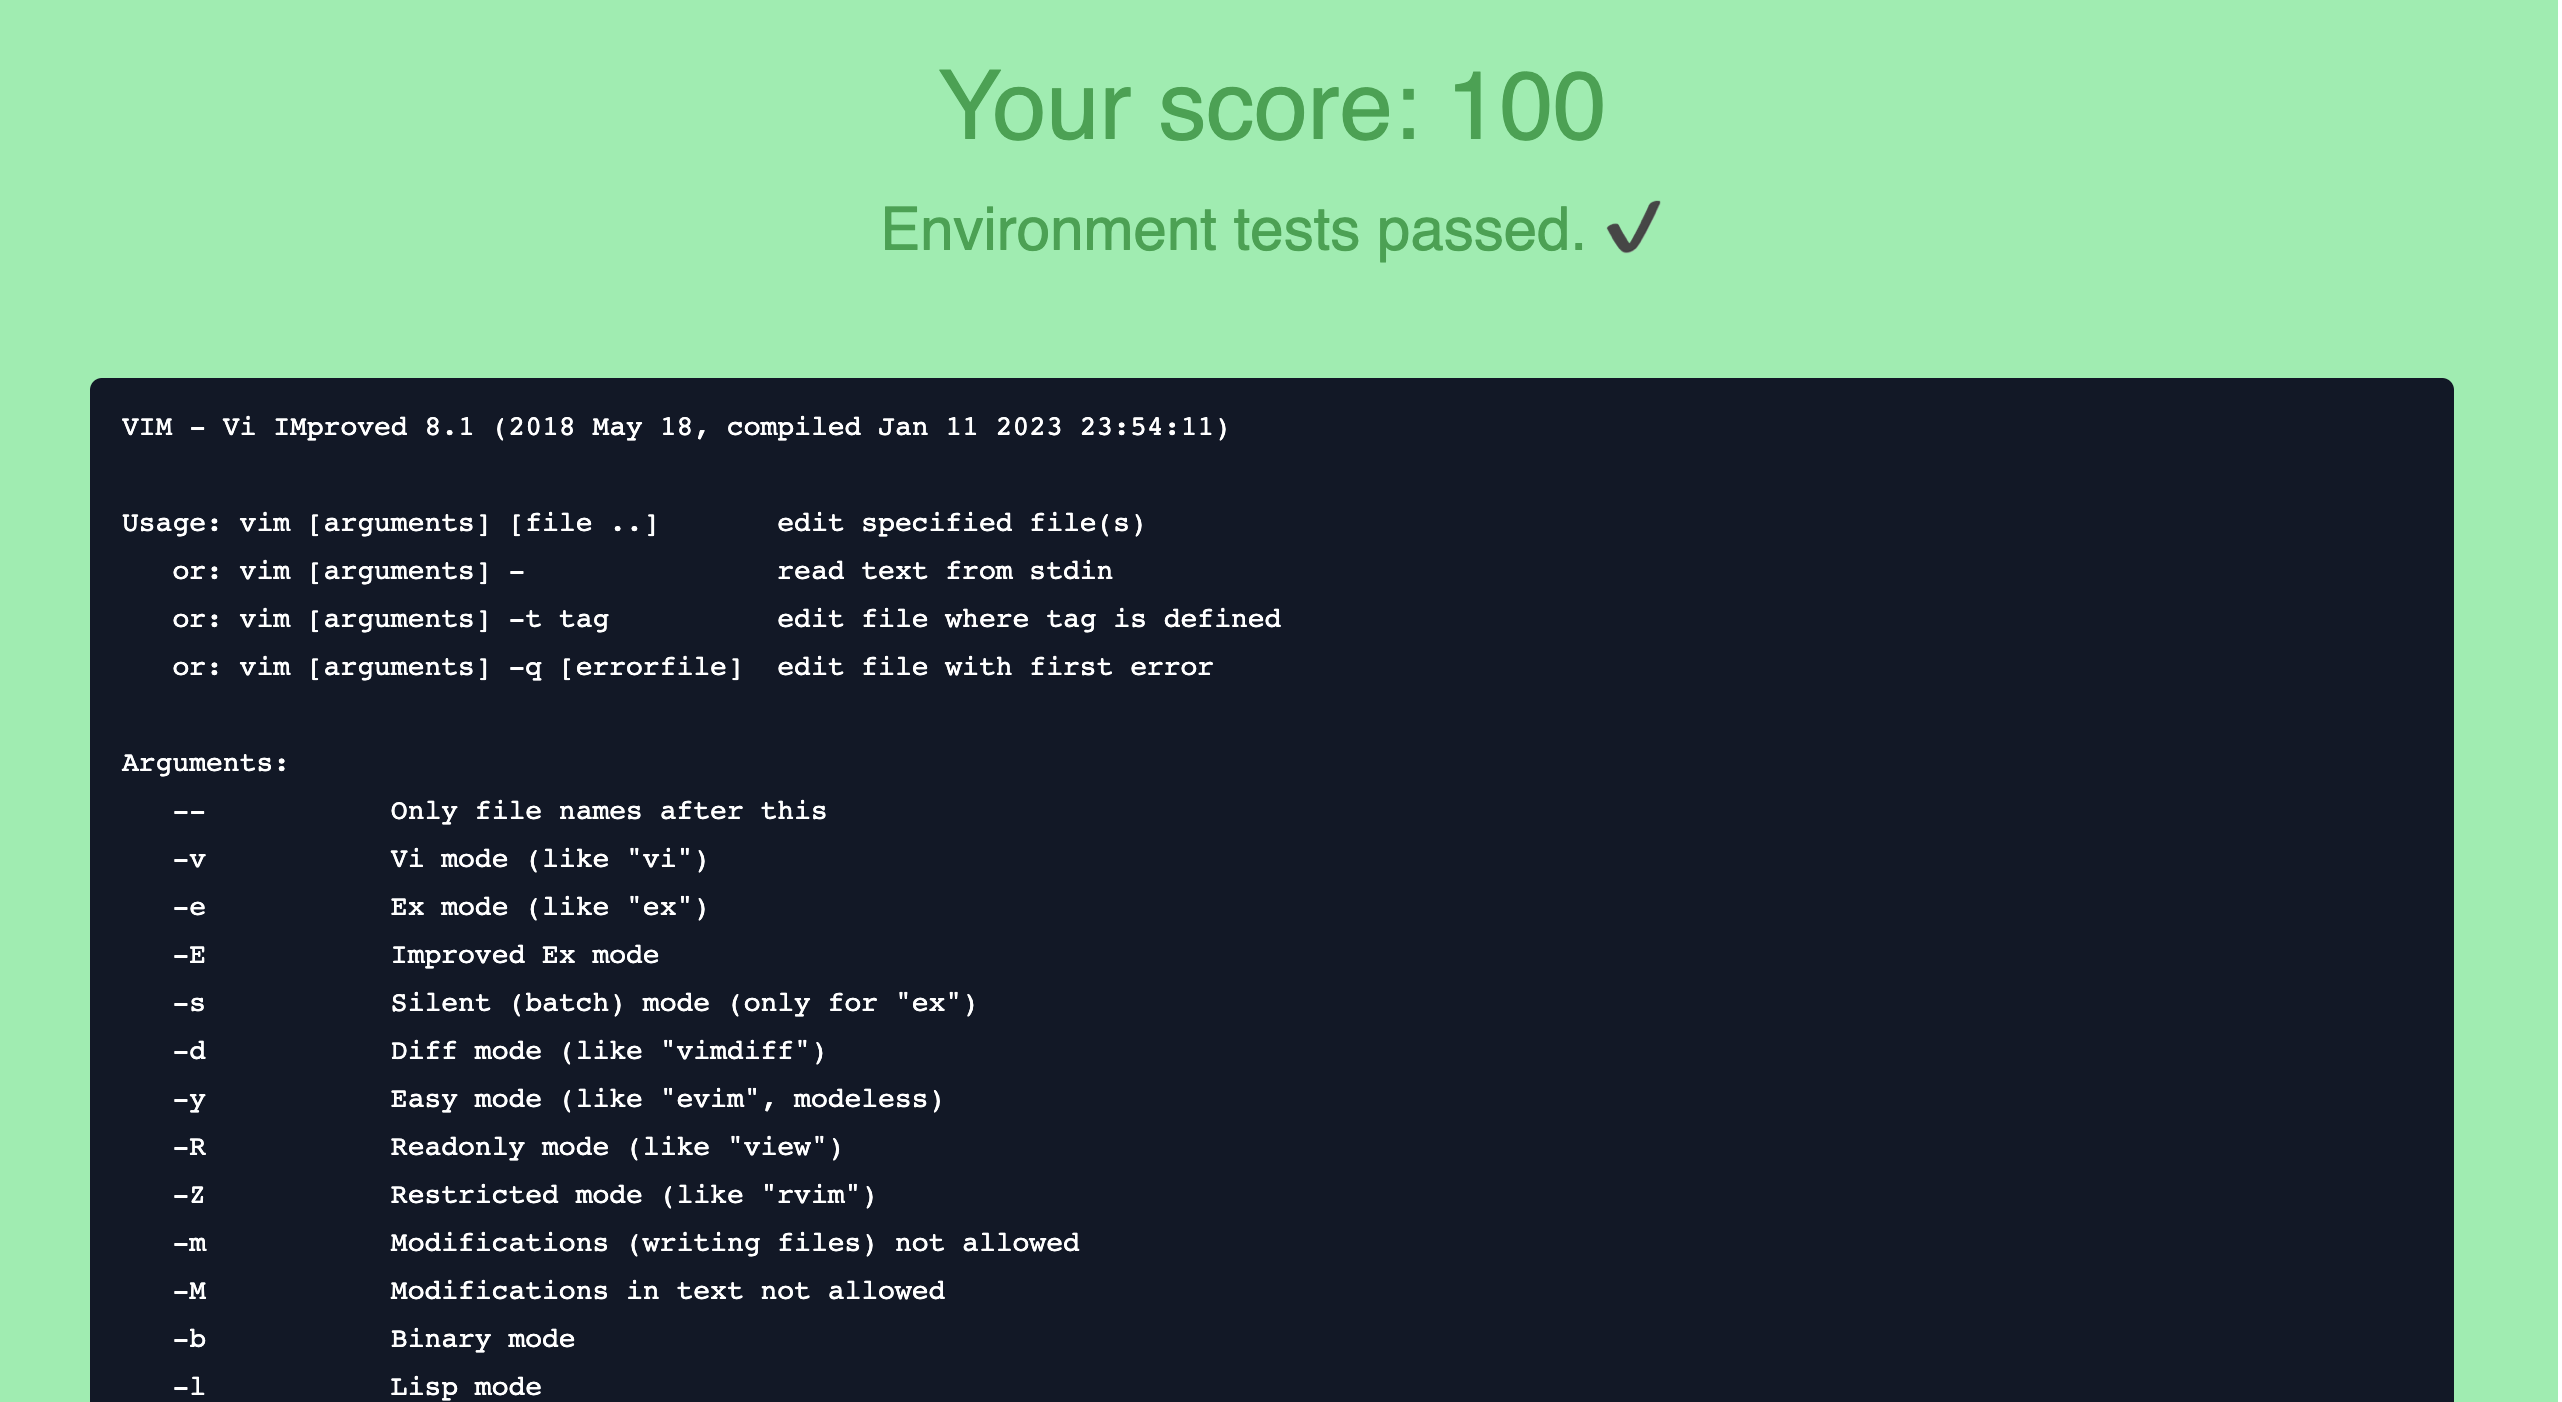 Your score: 100
Environment tests passed. ✔
VIM - Vi IMproved 8.1 (2018 May 18, compiled Jan 11 2023 23:54:11)
Usage: vim [arguments] [file ..]       edit specified file(s)
   or: vim [arguments] -               read text from stdin
   or: vim [arguments] -t tag          edit file where tag is defined
   or: vim [arguments] -q [errorfile]  edit file with first error
Arguments:
   --           Only file names after this
   -v           Vi mode (like "vi")
   -e           Ex mode (like "ex")
   -E           Improved Ex mode
   -s           Silent (batch) mode (only for "ex")
   -d           Diff mode (like "vimdiff")
   -y           Easy mode (like "evim", modeless)
   -R           Readonly mode (like "view")
   -Z           Restricted mode (like "rvim")
   -m           Modifications (writing files) not allowed
   -M           Modifications in text not allowed
   -b           Binary mode
   -l           Lisp mode